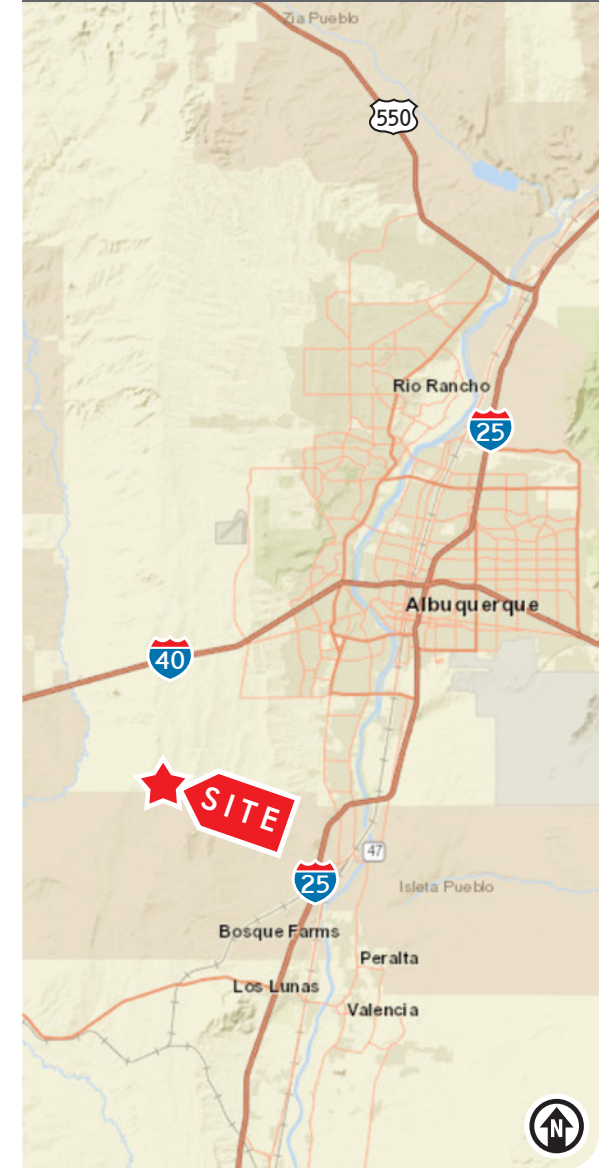 Zia Pueblo
550
Rio Rancho
25
Albuquerque
40
SITE
47
25
Isleta Pueblo
Bosque Farms
Peralta
Los Lunas
Valencia
N